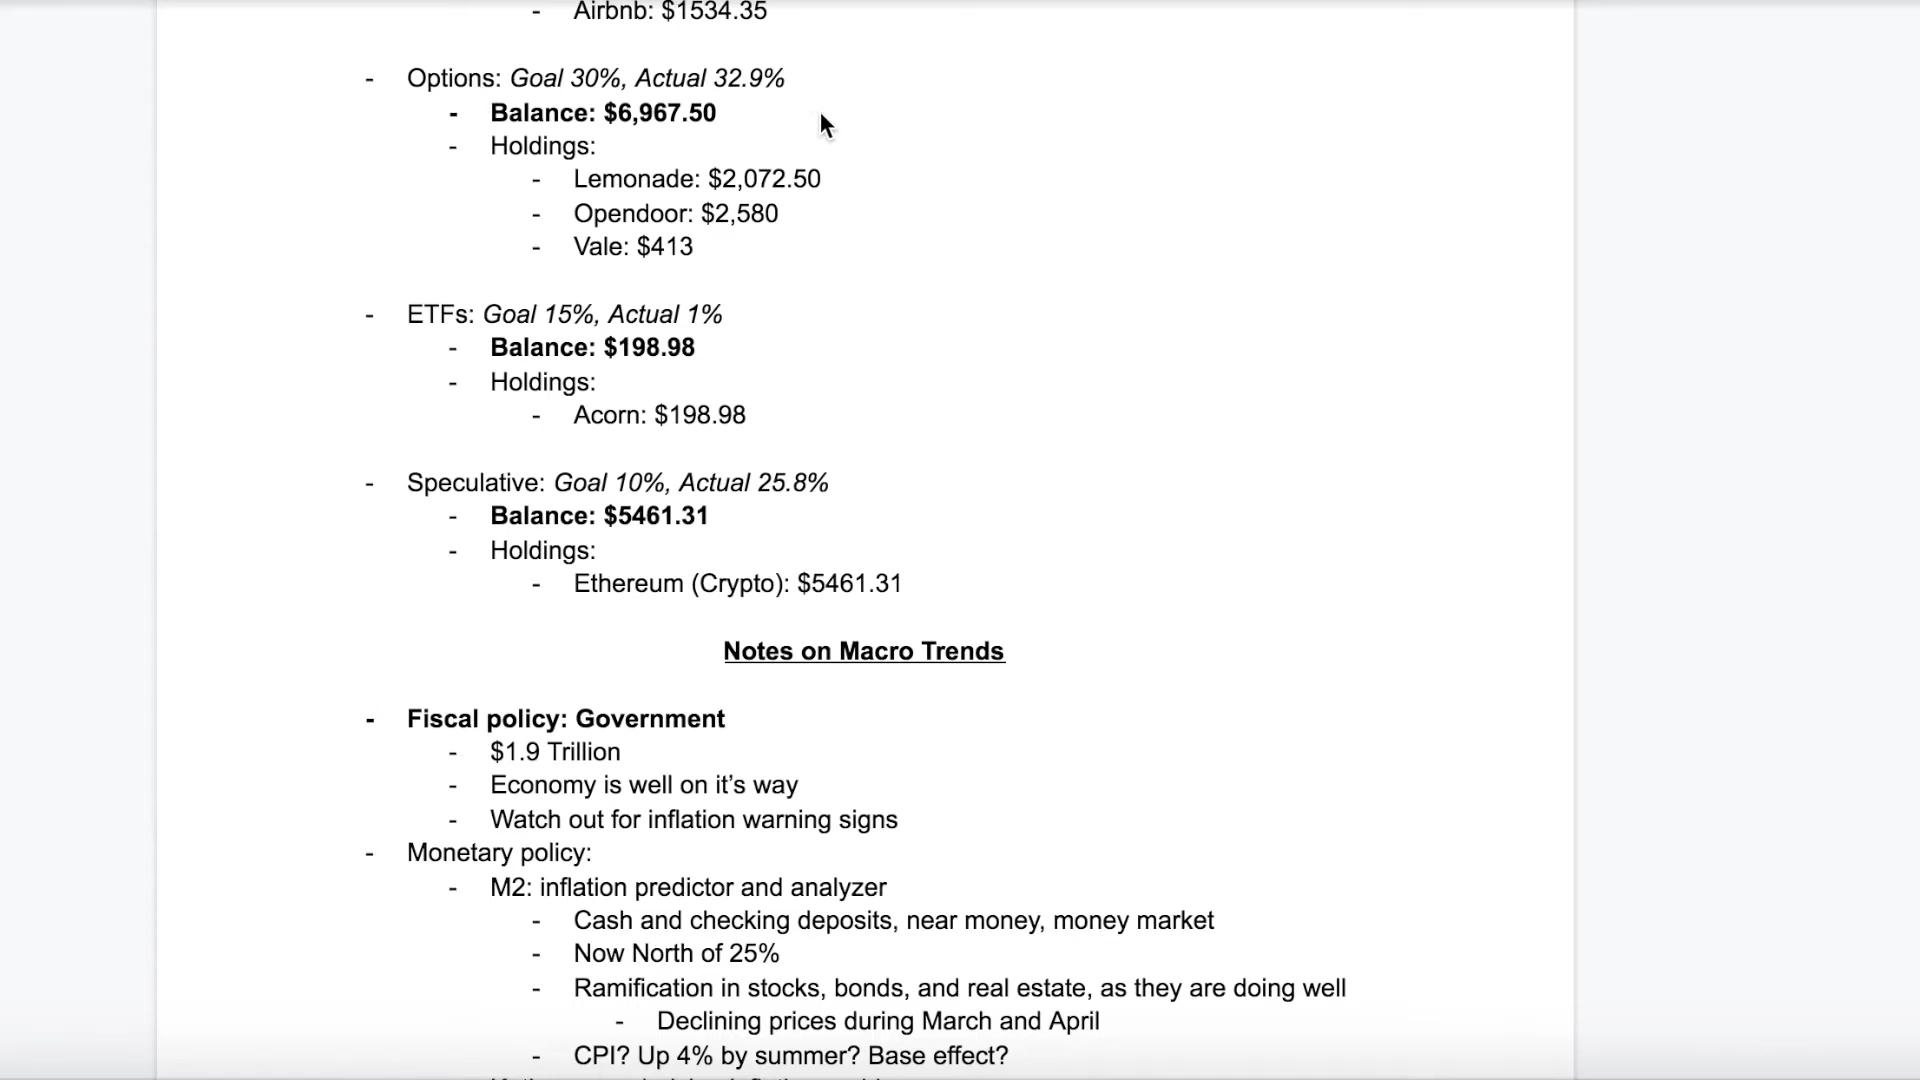 - Airbnb: $1534.35
- Options: Goal 30%, Actual 32.9%
- Balance: $6,967.50
- Holdings:
- Lemonade: $2,072.50
- Opendoor: $2,580
- Vale: $413
- ETFs: Goal 15%, Actual 1%
- Balance: $198.98
- Holdings:
- Acorn: $198.98
- Speculative: Goal 10%, Actual 25.8%
- Balance: $5461.31
- Holdings:
- Ethereum (Crypto): $5461.31
Notes on Macro Trends
- Fiscal policy: Government
- $1.9 Trillion
- Economy is well on it’s way
- Watch out for inflation warning signs
- Monetary policy:
- M2: inflation predictor and analyzer
- Cash and checking deposits, near money, money market
- Now North of 25%
- Ramification in stocks, bonds, and real estate, as they are doing well
- Declining prices during March and April
- CPI? Up 4% by summer? Base effect?